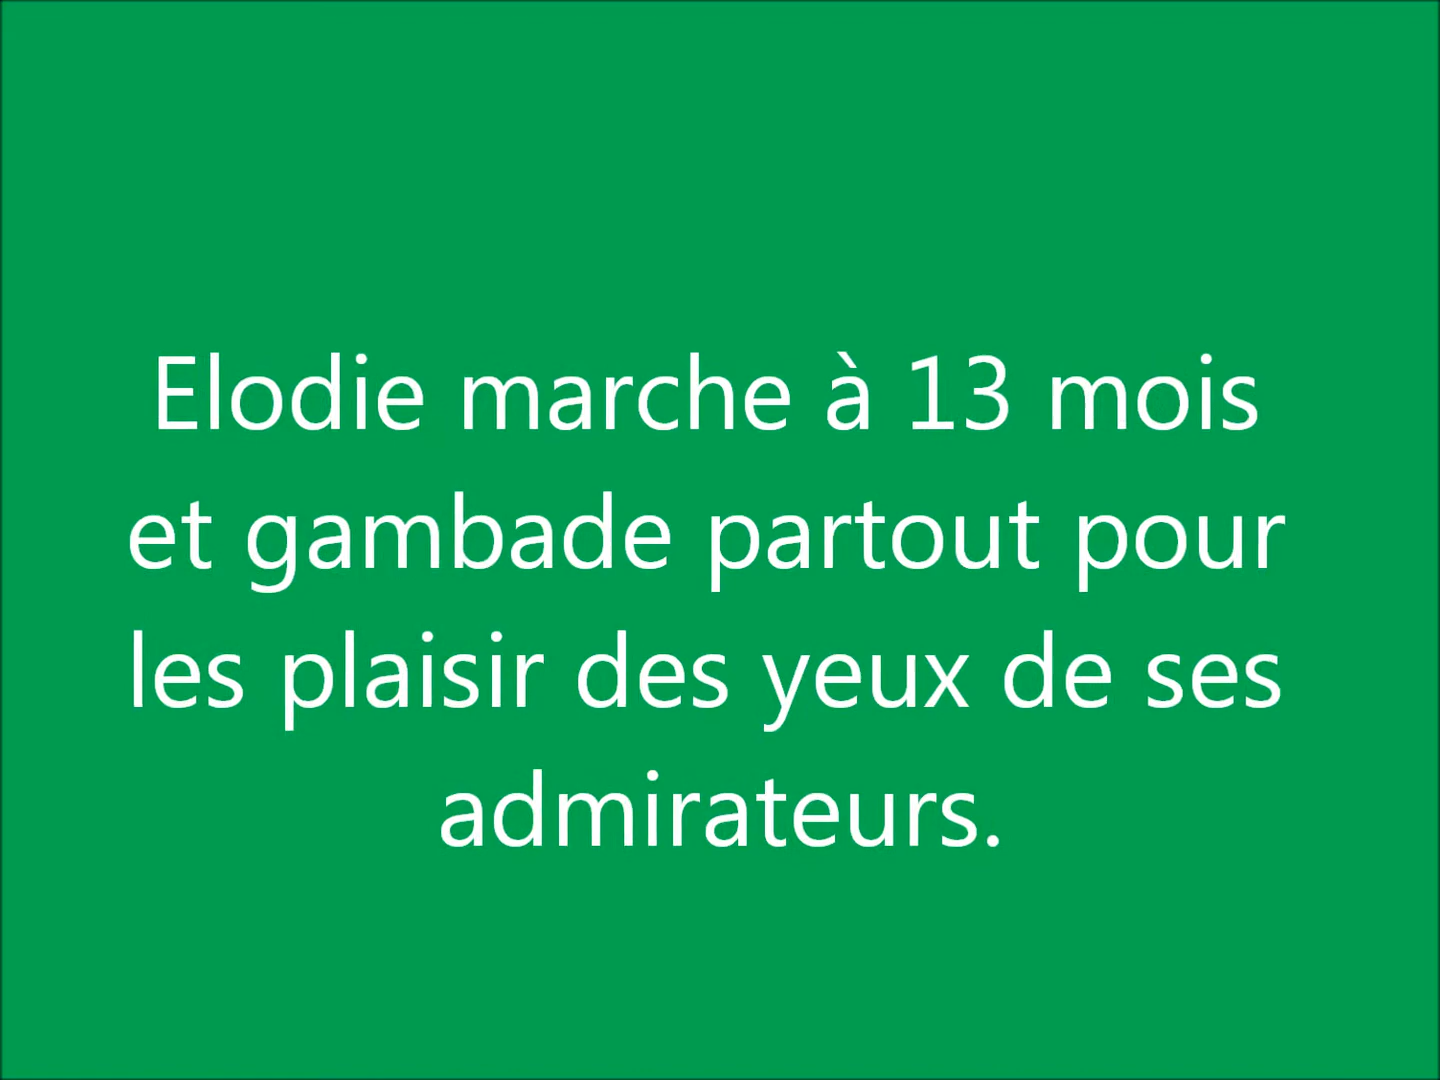 Elodie marche à 13 mois
et gambade partout pour
les plaisir des yeux de ses
admirateurs.